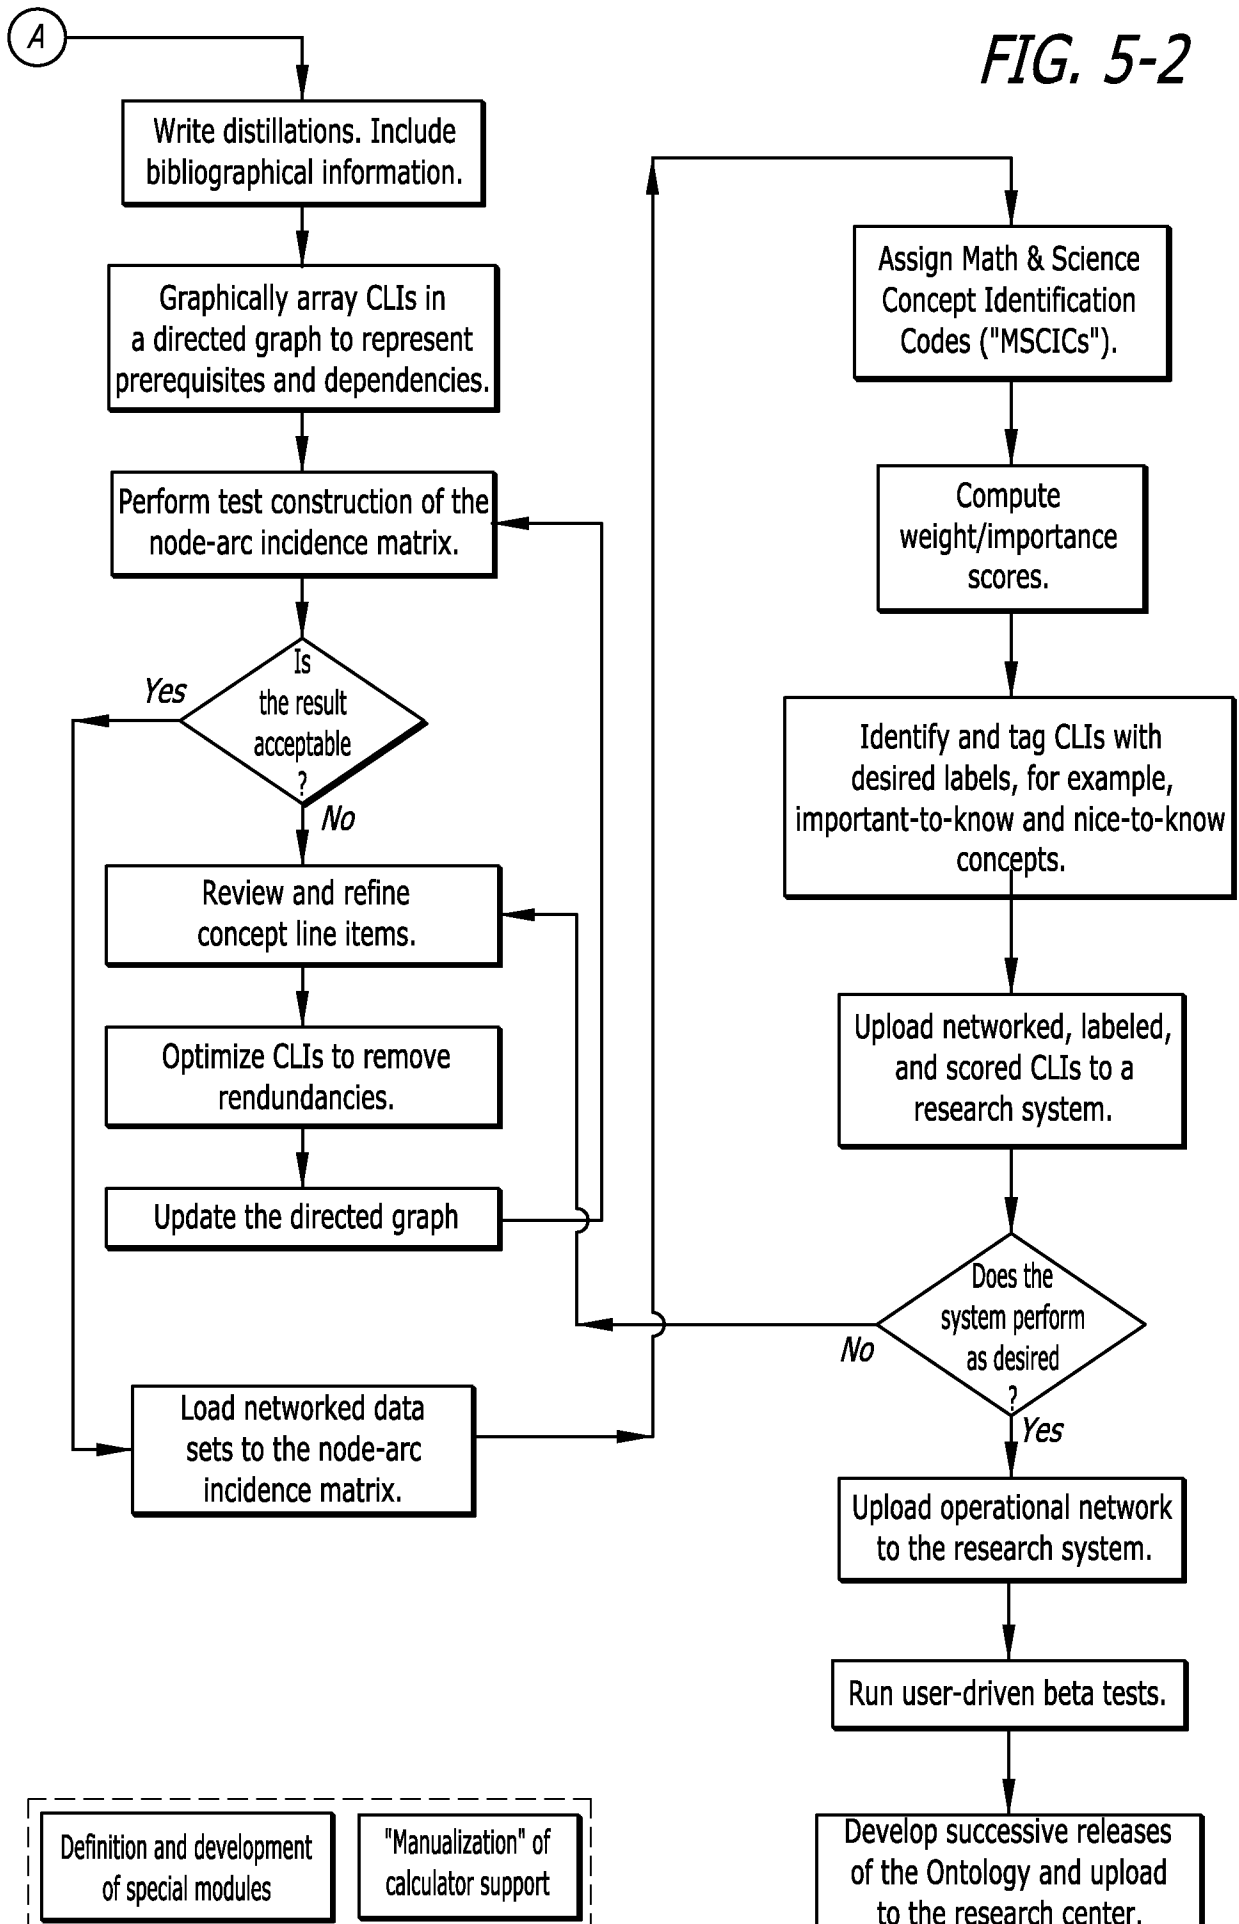 A
FIG. 5-2
Write distillations. Include
bibliographical information.
Graphically array CLIs in
a directed graph to represent
prerequisites and dependencies.
Perform test construction of the
node-arc incidence matrix.
Is
the result
acceptable
?
Yes
No
Review and refine
concept line items.
Optimize CLIs to remove
rendundancies.
Update the directed graph
Load networked data
sets to the node-arc
incidence matrix.
Assign Math & Science
Concept Identification
Codes ("MSCICs").
Compute
weight/importance
scores.
Identify and tag CLIs with
desired labels, for example,
important-to-know and nice-to-know
concepts.
Upload networked, labeled,
and scored CLIs to a
research system.
Does the
system perform
as desired
?
No
Yes
Upload operational network
to the research system.
Run user-driven beta tests.
Develop successive releases
of the Ontology and upload
to the research center.
Definition and development
of special modules
"Manualization" of
calculator support